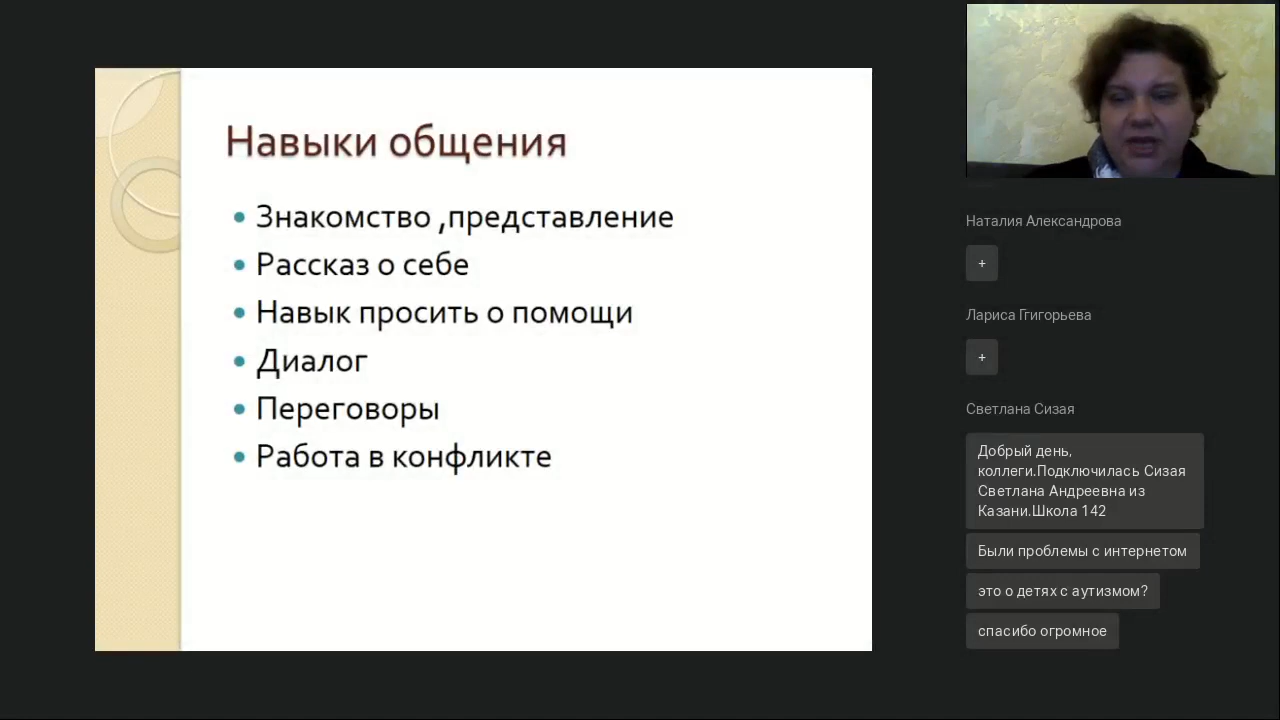 Навыки общения
Знакомство ,представление
Рассказ о себе
Навык просить о помощи
Диалог
Переговоры
Работа в конфликте
Наталия Александрова
+
Лариса Ггигорьева
+
Светлана Сизая
Добрый день,
коллеги.Подключилась Сизая
Светлана Андреевна из
Казани.Школа 142
Были проблемы с интернетом
это о детях с аутизмом?
спасибо огромное